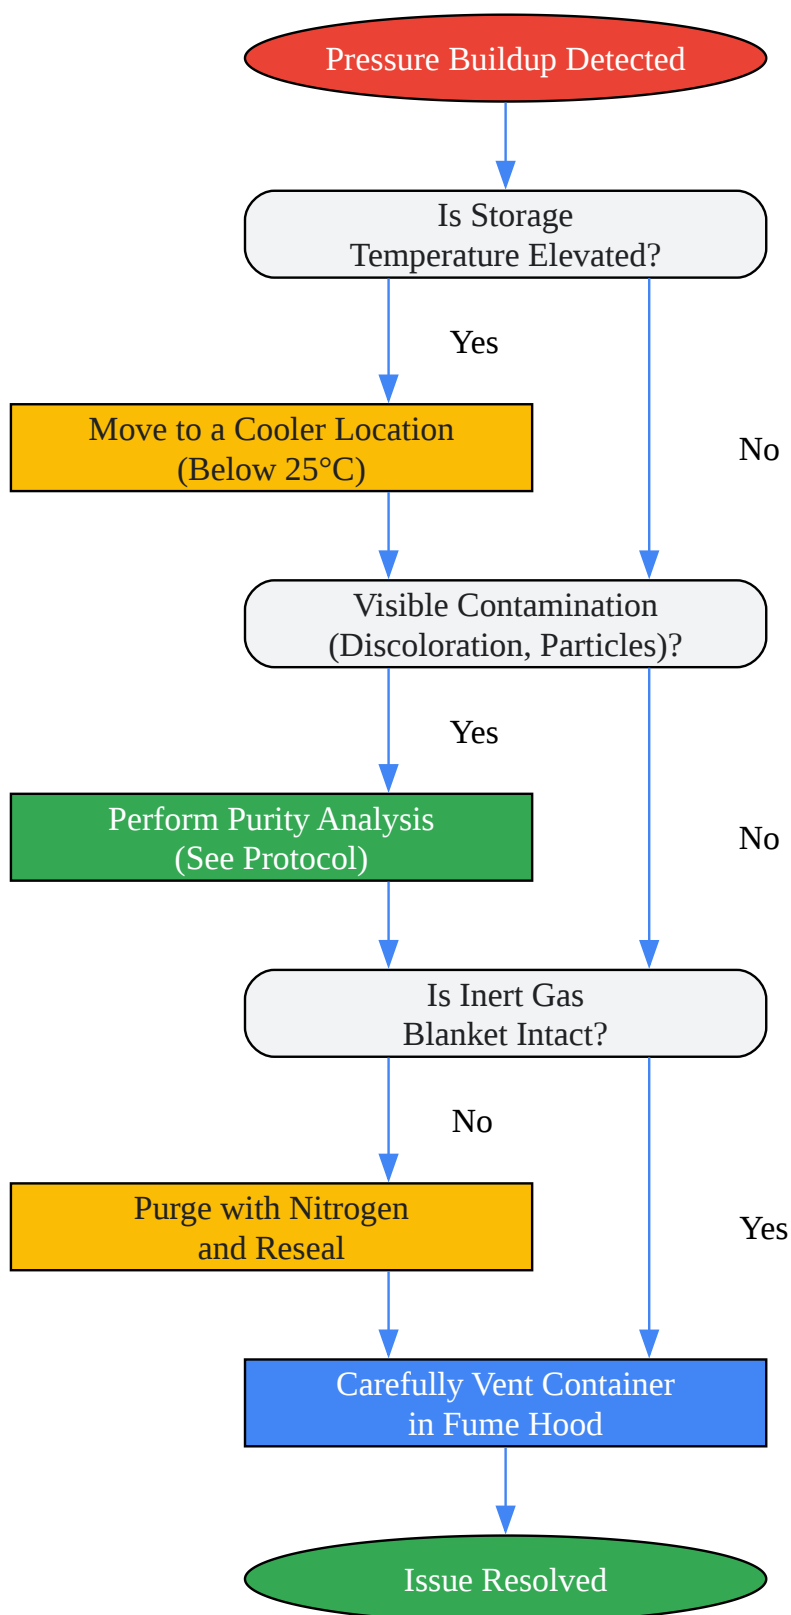 Pressure Buildup Detected
Is Storage
Temperature Elevated?
Yes
Move to a Cooler Location
(Below 25°C)
No
Visible Contamination
(Discoloration, Particles)?
Yes
Perform Purity Analysis
(See Protocol)
No
Is Inert Gas
Blanket Intact?
No
Purge with Nitrogen
and Reseal
Yes
Carefully Vent Container
in Fume Hood
Issue Resolved